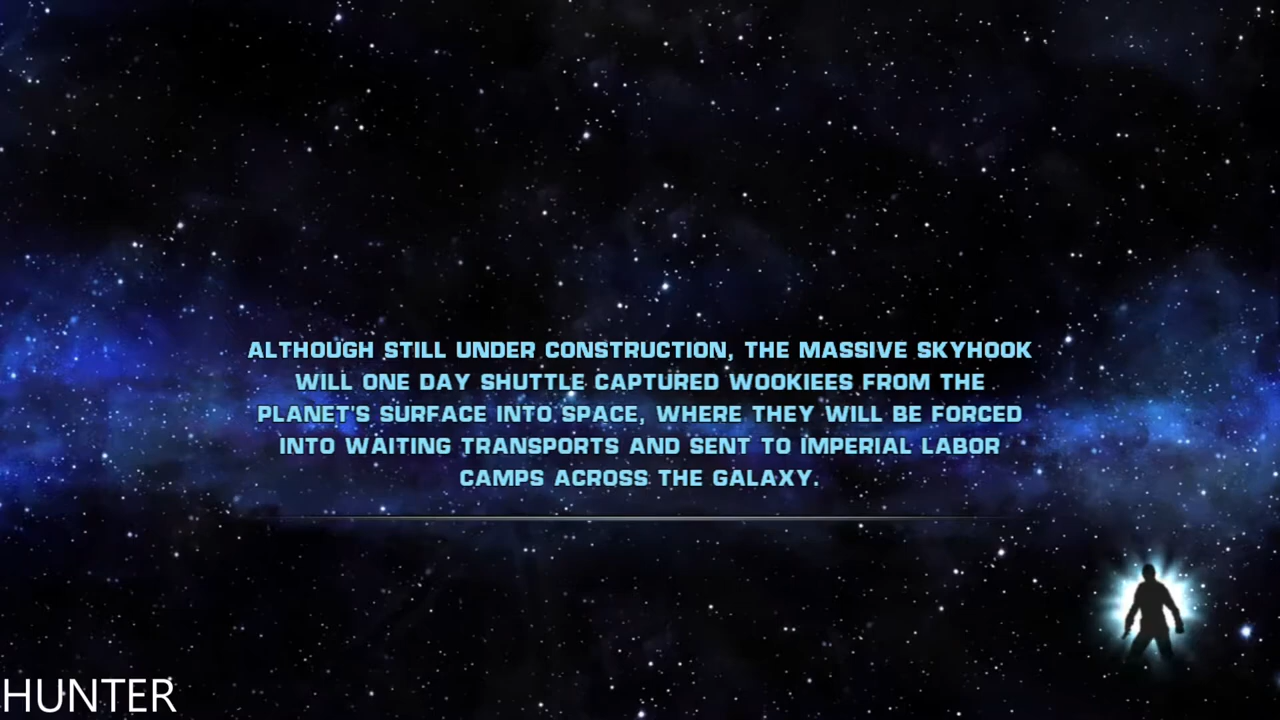 ALTHOUGH STILL UNDER CONSTRUCTION, THE MASSIVE SKYHOOK
WILL ONE DAY SHUTTLE CAPTURED WOOKIEES FROM THE
PLANET'S SURFACE INTO SPACE, WHERE THEY WILL BE FORCED
INTO WAITING TRANSPORTS AND SENT TO IMPERIAL LABOR
CAMPS ACROSS THE GALAXY.
HUNTER